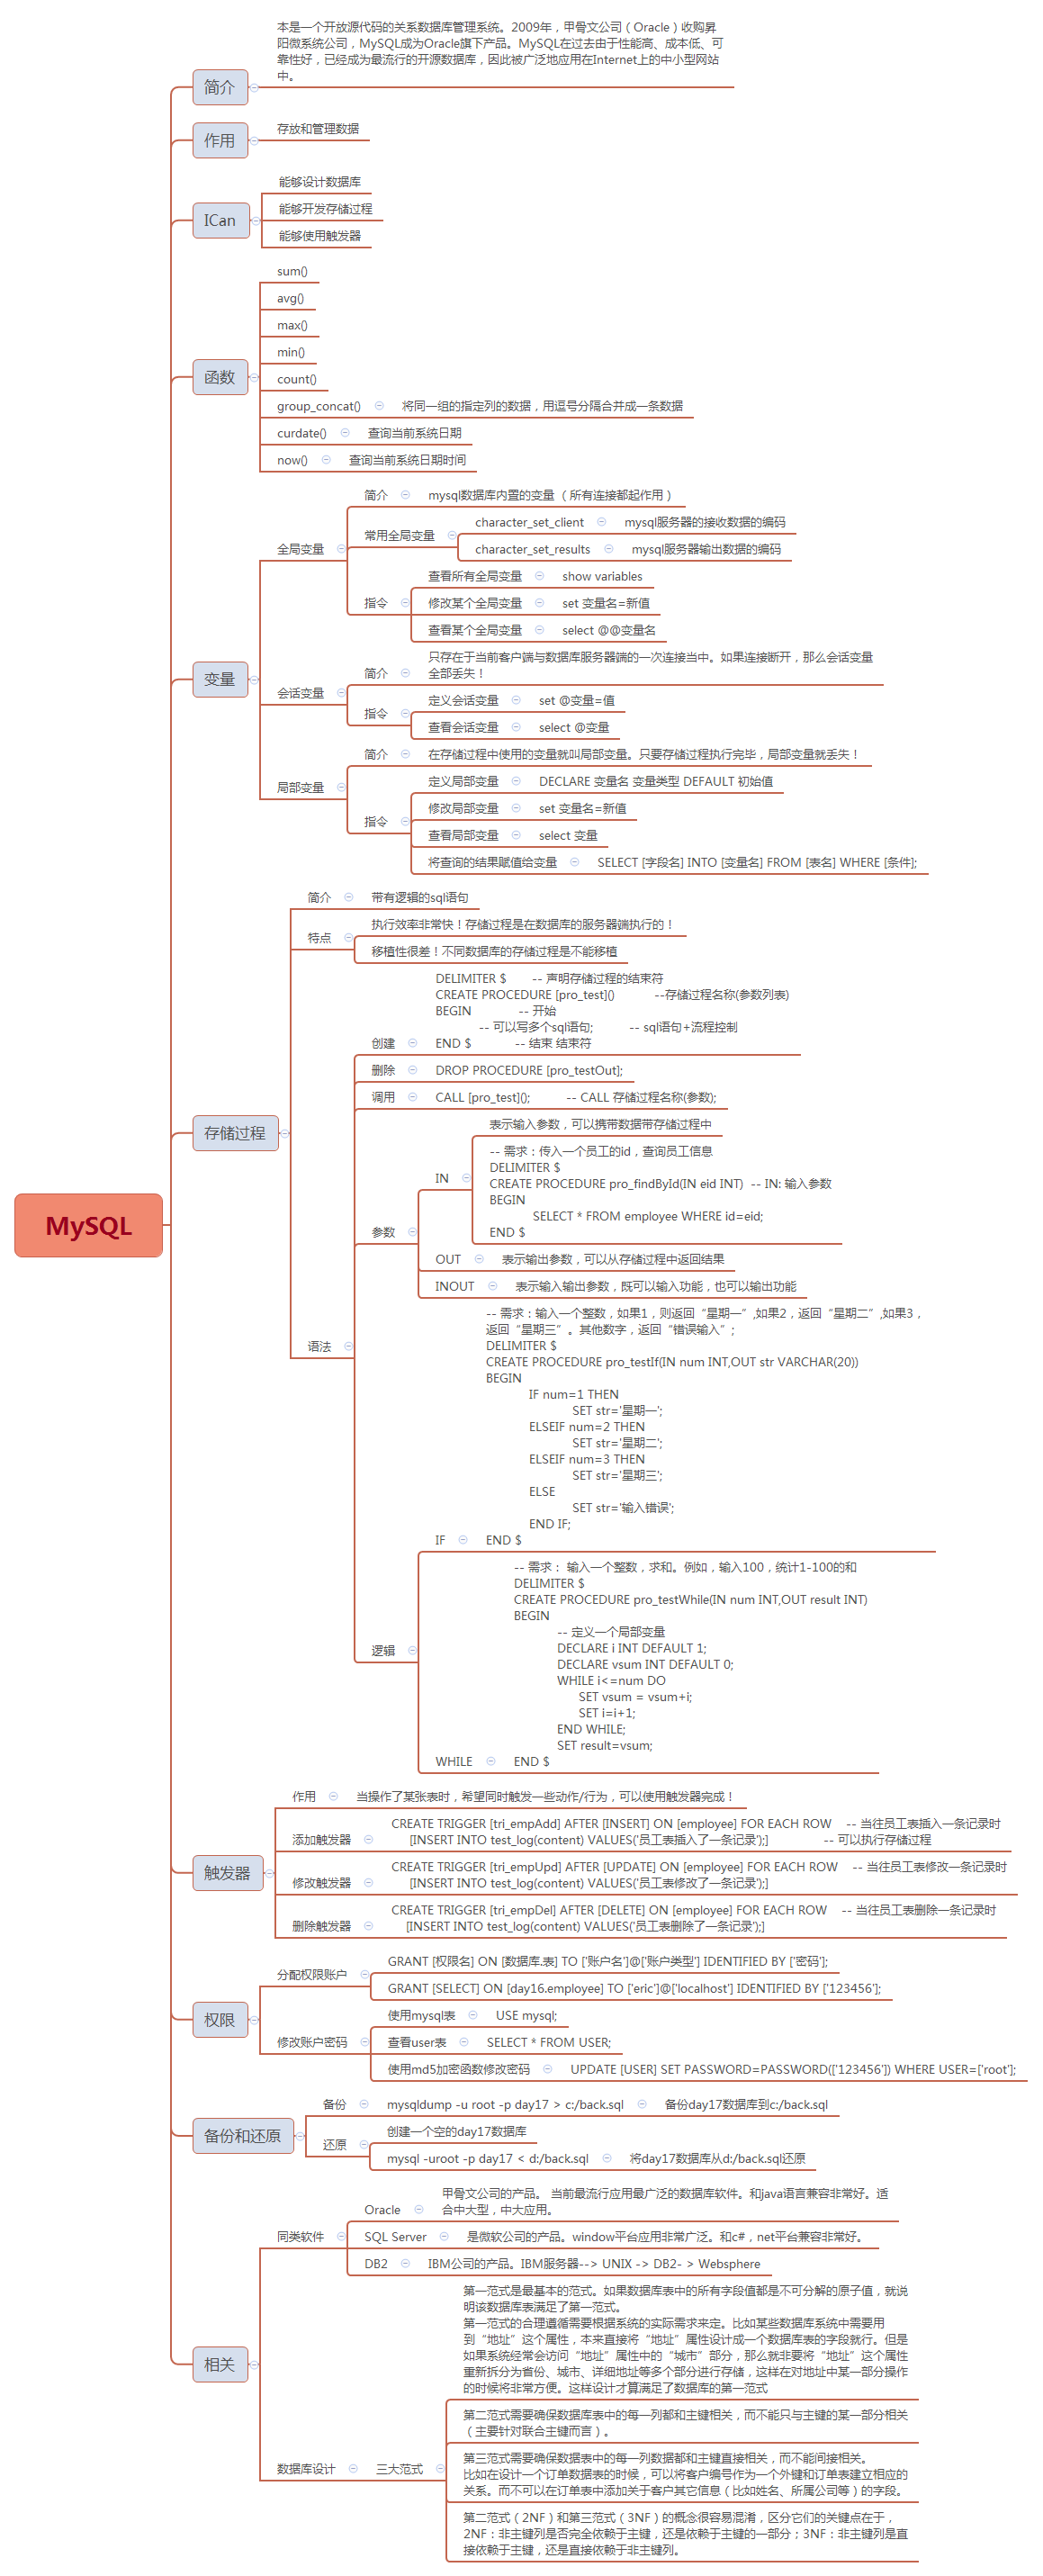 MySQL
简介
本是一个开放源代码的关系数据库管理系统。2009年，甲骨文公司（Oracle）收购昇
阳微系统公司，MySQL成为Oracle旗下产品。MySQL在过去由于性能高、成本低、可
靠性好，已经成为最流行的开源数据库，因此被广泛地应用在Internet上的中小型网站
中。
作用
存放和管理数据
ICan
能够设计数据库
能够开发存储过程
能够使用触发器
函数
sum()
avg()
max()
min()
count()
group_concat() 将同一组的指定列的数据，用逗号分隔合并成一条数据
curdate() 查询当前系统日期
now() 查询当前系统日期时间
变量
全局变量
简介 mysql数据库内置的变量 （所有连接都起作用）
常用全局变量
character_set_client mysql服务器的接收数据的编码
character_set_results mysql服务器输出数据的编码
指令
查看所有全局变量 show variables
修改某个全局变量 set 变量名=新值
查看某个全局变量 select @@变量名
会话变量
简介
只存在于当前客户端与数据库服务器端的一次连接当中。如果连接断开，那么会话变量
全部丢失！
指令
定义会话变量 set @变量=值
查看会话变量 select @变量
局部变量
简介 在存储过程中使用的变量就叫局部变量。只要存储过程执行完毕，局部变量就丢失！
指令
定义局部变量 DECLARE 变量名 变量类型 DEFAULT 初始值
修改局部变量 set 变量名=新值
查看局部变量 select 变量
将查询的结果赋值给变量 SELECT [字段名] INTO [变量名] FROM [表名] WHERE [条件];
存储过程
简介 带有逻辑的sql语句
特点
执行效率非常快！存储过程是在数据库的服务器端执行的！
移植性很差！不同数据库的存储过程是不能移植
语法
创建
DELIMITER $ -- 声明存储过程的结束符
CREATE PROCEDURE [pro_test]() --存储过程名称(参数列表)
BEGIN -- 开始
-- 可以写多个sql语句; -- sql语句+流程控制
END $ -- 结束 结束符
删除 DROP PROCEDURE [pro_testOut];
调用 CALL [pro_test](); -- CALL 存储过程名称(参数);
参数
IN
表示输入参数，可以携带数据带存储过程中
-- 需求：传入一个员工的id，查询员工信息
DELIMITER $
CREATE PROCEDURE pro_findById(IN eid INT) -- IN: 输入参数
BEGIN
SELECT * FROM employee WHERE id=eid;
END $
OUT 表示输出参数，可以从存储过程中返回结果
INOUT 表示输入输出参数，既可以输入功能，也可以输出功能
逻辑
IF
-- 需求：输入一个整数，如果1，则返回“星期一”,如果2，返回“星期二”,如果3，
返回“星期三”。其他数字，返回“错误输入”;
DELIMITER $
CREATE PROCEDURE pro_testIf(IN num INT,OUT str VARCHAR(20))
BEGIN
IF num=1 THEN
SET str='星期一';
ELSEIF num=2 THEN
SET str='星期二';
ELSEIF num=3 THEN
SET str='星期三';
ELSE
SET str='输入错误';
END IF;
END $
WHILE
-- 需求： 输入一个整数，求和。例如，输入100，统计1-100的和
DELIMITER $
CREATE PROCEDURE pro_testWhile(IN num INT,OUT result INT)
BEGIN
-- 定义一个局部变量
DECLARE i INT DEFAULT 1;
DECLARE vsum INT DEFAULT 0;
WHILE i<=num DO
SET vsum = vsum+i;
SET i=i+1;
END WHILE;
SET result=vsum;
END $
触发器
作用 当操作了某张表时，希望同时触发一些动作/行为，可以使用触发器完成！
添加触发器
CREATE TRIGGER [tri_empAdd] AFTER [INSERT] ON [employee] FOR EACH ROW -- 当往员工表插入一条记录时
[INSERT INTO test_log(content) VALUES('员工表插入了一条记录');] -- 可以执行存储过程
修改触发器
CREATE TRIGGER [tri_empUpd] AFTER [UPDATE] ON [employee] FOR EACH ROW -- 当往员工表修改一条记录时
[INSERT INTO test_log(content) VALUES('员工表修改了一条记录');]
删除触发器
CREATE TRIGGER [tri_empDel] AFTER [DELETE] ON [employee] FOR EACH ROW -- 当往员工表删除一条记录时
[INSERT INTO test_log(content) VALUES('员工表删除了一条记录');]
权限
分配权限账户
GRANT [权限名] ON [数据库.表] TO ['账户名']@['账户类型'] IDENTIFIED BY ['密码'];
GRANT [SELECT] ON [day16.employee] TO ['eric']@['localhost'] IDENTIFIED BY ['123456'];
修改账户密码
使用mysql表 USE mysql;
查看user表 SELECT * FROM USER;
使用md5加密函数修改密码 UPDATE [USER] SET PASSWORD=PASSWORD(['123456']) WHERE USER=['root'];
备份和还原
备份 mysqldump -u root -p day17 > c:/back.sql 备份day17数据库到c:/back.sql
还原
创建一个空的day17数据库
mysql -uroot -p day17 < d:/back.sql 将day17数据库从d:/back.sql还原
相关
同类软件
Oracle
甲骨文公司的产品。 当前最流行应用最广泛的数据库软件。和java语言兼容非常好。适
合中大型，中大应用。
SQL Server 是微软公司的产品。window平台应用非常广泛。和c#，net平台兼容非常好。
DB2 IBM公司的产品。IBM服务器--> UNIX -> DB2- > Websphere
数据库设计
三大范式
第一范式是最基本的范式。如果数据库表中的所有字段值都是不可分解的原子值，就说
明该数据库表满足了第一范式。
第一范式的合理遵循需要根据系统的实际需求来定。比如某些数据库系统中需要用
到“地址”这个属性，本来直接将“地址”属性设计成一个数据库表的字段就行。但是
如果系统经常会访问“地址”属性中的“城市”部分，那么就非要将“地址”这个属性
重新拆分为省份、城市、详细地址等多个部分进行存储，这样在对地址中某一部分操作
的时候将非常方便。这样设计才算满足了数据库的第一范式
第二范式需要确保数据库表中的每一列都和主键相关，而不能只与主键的某一部分相关
（主要针对联合主键而言）。
第三范式需要确保数据表中的每一列数据都和主键直接相关，而不能间接相关。
比如在设计一个订单数据表的时候，可以将客户编号作为一个外键和订单表建立相应的
关系。而不可以在订单表中添加关于客户其它信息（比如姓名、所属公司等）的字段。
第二范式（2NF）和第三范式（3NF）的概念很容易混淆，区分它们的关键点在于，
2NF：非主键列是否完全依赖于主键，还是依赖于主键的一部分；3NF：非主键列是直
接依赖于主键，还是直接依赖于非主键列。